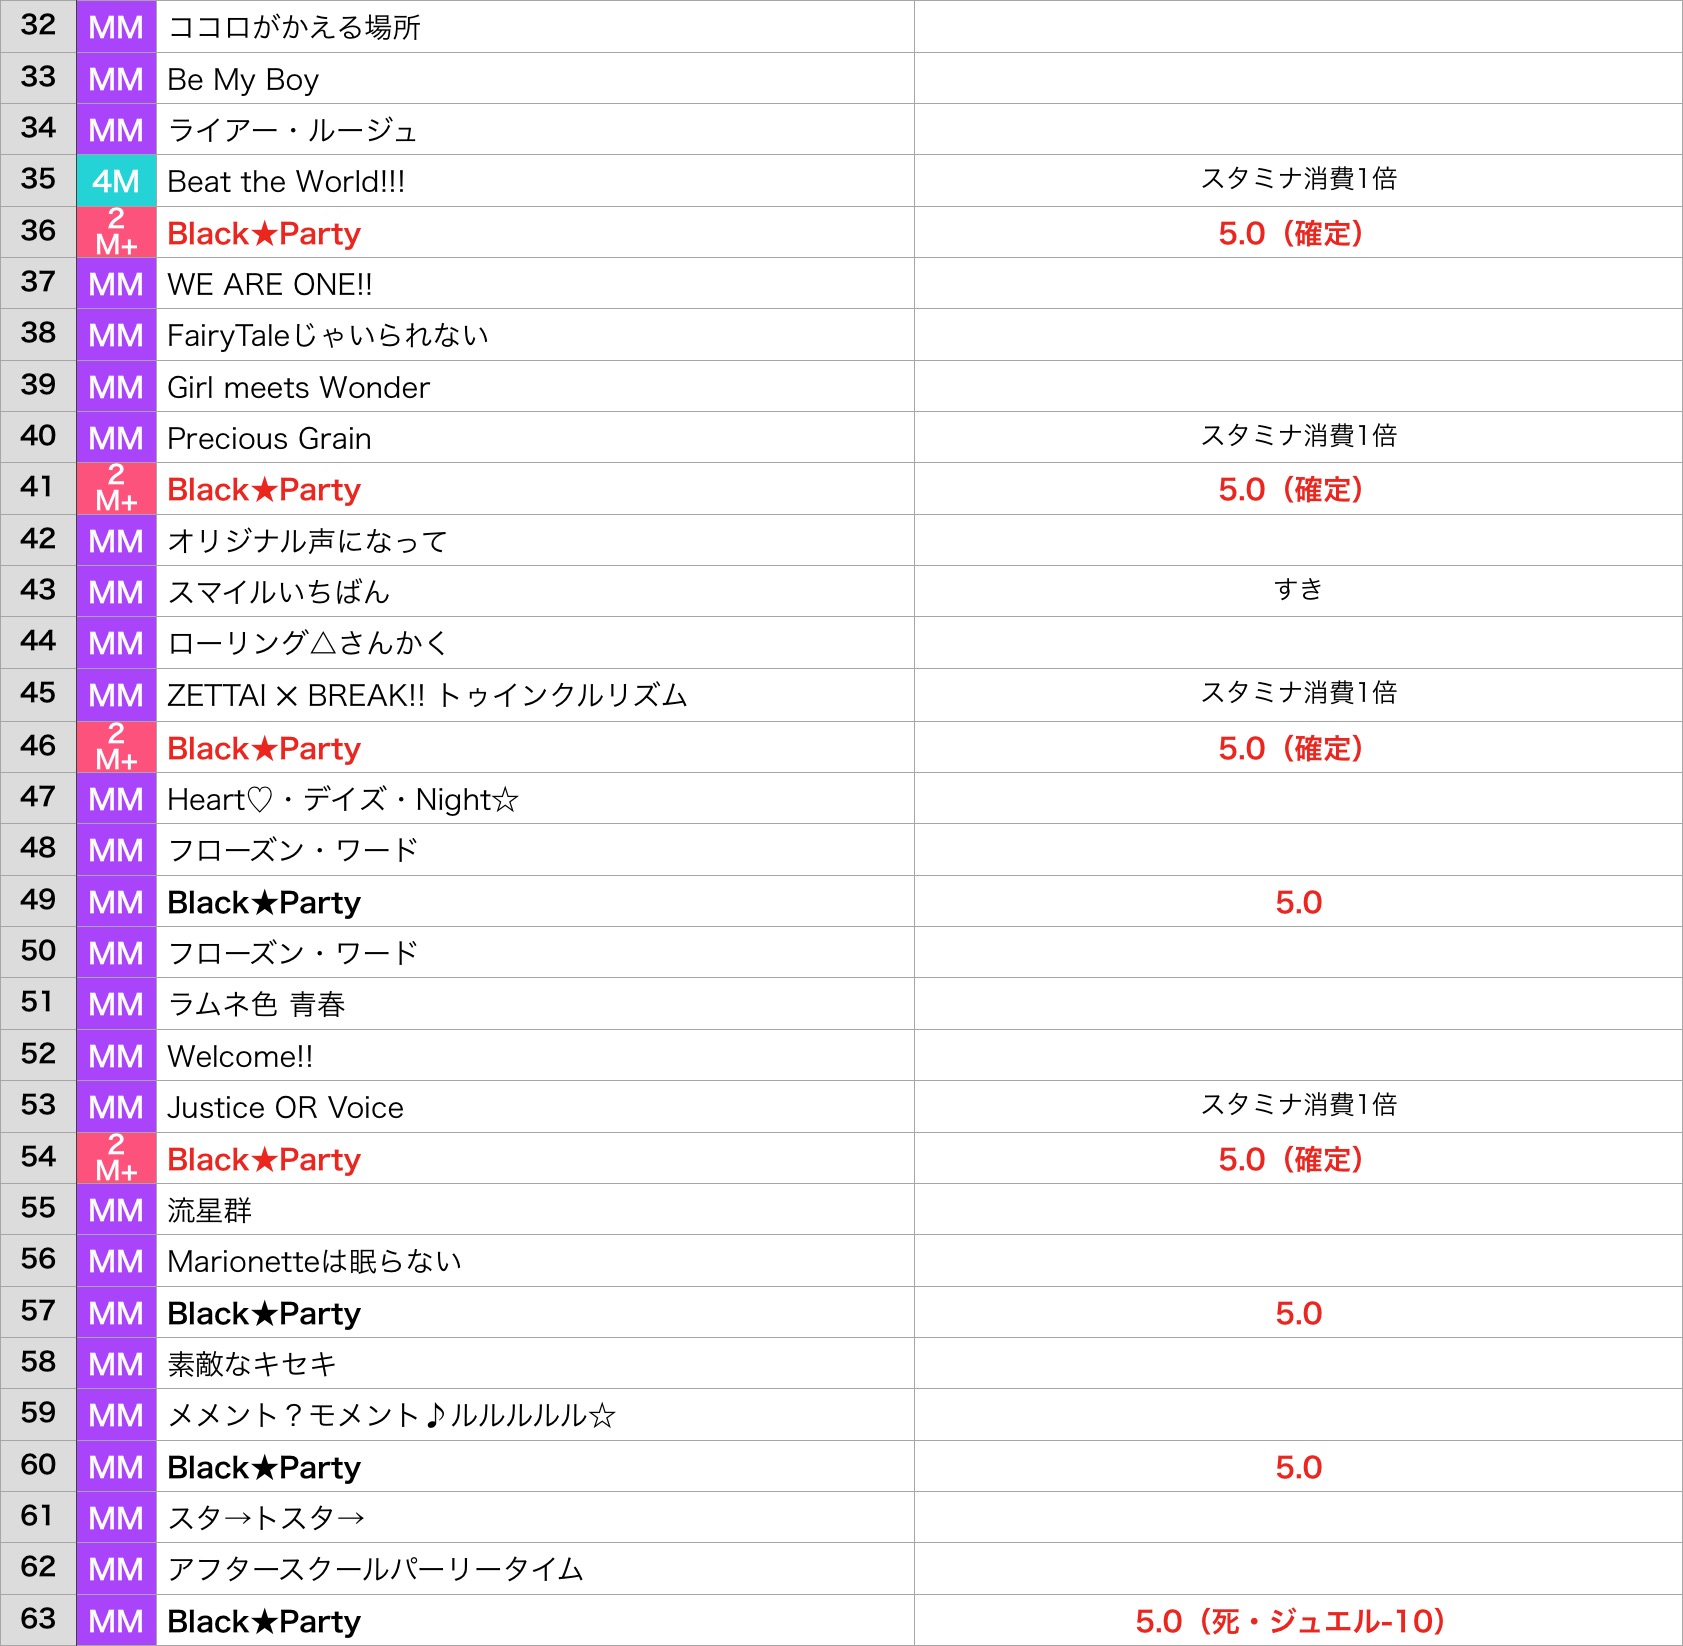 32 MM ココロがかえる場所
33 MM Be My Boy
34 MM ライアー・ルージュ
35 4M Beat the World!!! スタミナ消費1倍
36 2 M+ Black★Party 5.0（確定）
37 MM WE ARE ONE!!
38 MM FairyTaleじゃいられない
39 MM Girl meets Wonder
40 MM Precious Grain スタミナ消費1倍
41 2 M+ Black★Party 5.0（確定）
42 MM オリジナル声になって
43 MM スマイルいちばん すき
44 MM ローリング△さんかく
45 MM ZETTAI × BREAK!! トゥインクルリズム スタミナ消費1倍
46 2 M+ Black★Party 5.0（確定）
47 MM Heart♡・デイズ・Night☆
48 MM フローズン・ワード
49 MM Black★Party 5.0
50 MM フローズン・ワード
51 MM ラムネ色 青春
52 MM Welcome!!
53 MM Justice OR Voice スタミナ消費1倍
54 2 M+ Black★Party 5.0（確定）
55 MM 流星群
56 MM Marionetteは眠らない
57 MM Black★Party 5.0
58 MM 素敵なキセキ
59 MM メメント？モメント♪ルルルルル☆
60 MM Black★Party 5.0
61 MM スタ→トスタ→
62 MM アフタースクールパーリータイム
63 MM Black★Party 5.0（死・ジュエル-10）